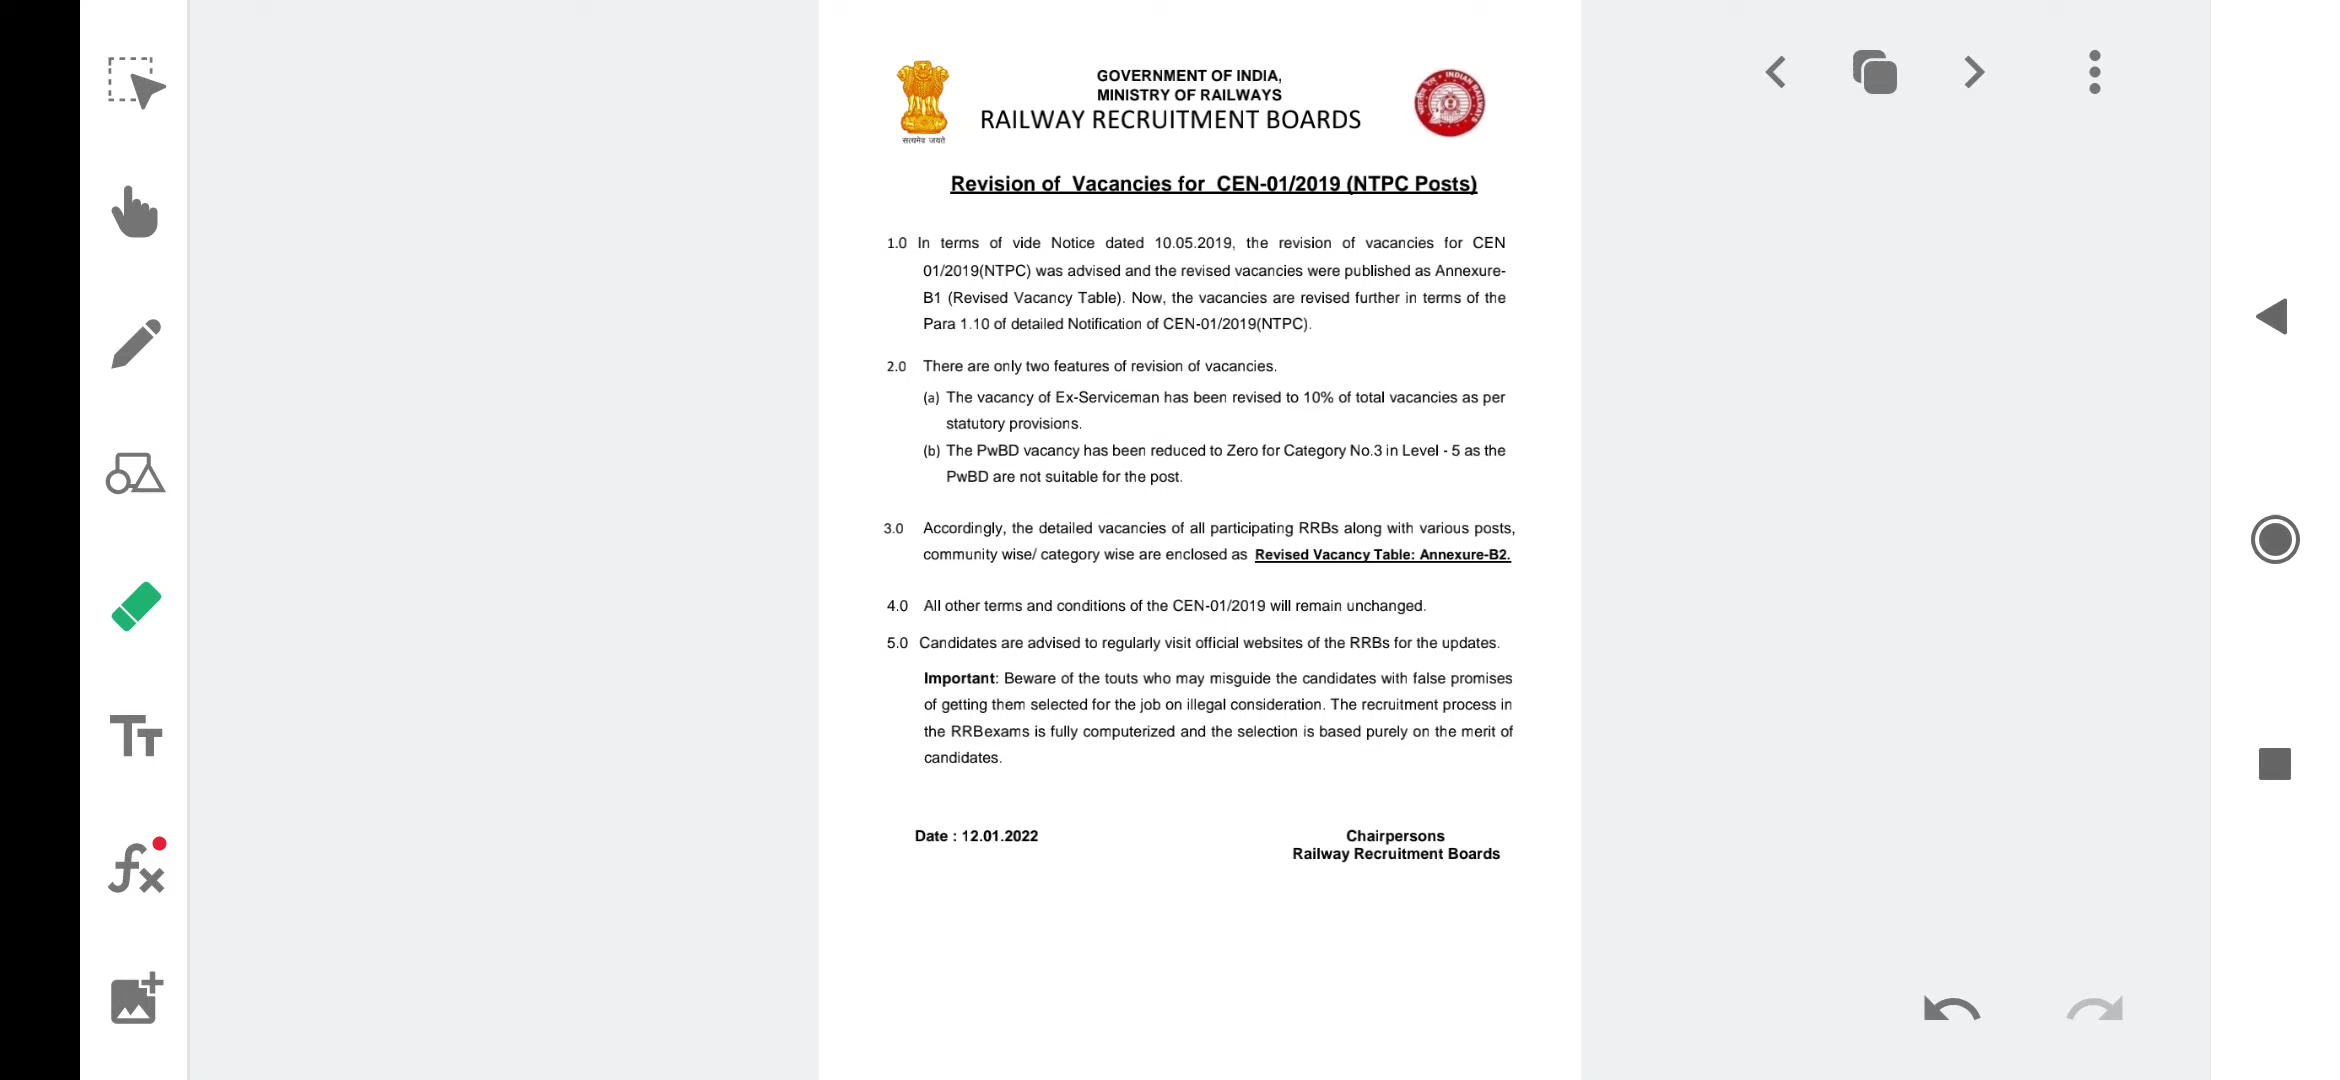 GOVERNMENT OF INDIA,
MINISTRY OF RAILWAYS
RAILWAY RECRUITMENT BOARDS
सत्यमेव जयते
INDIAN RAILWAYS
Revision of Vacancies for CEN-01/2019 (NTPC Posts)
1.0 In terms of vide Notice dated 10.05.2019, the revision of vacancies for CEN
01/2019(NTPC) was advised and the revised vacancies were published as Annexure-
B1 (Revised Vacancy Table). Now, the vacancies are revised further in terms of the
Para 1.10 of detailed Notification of CEN-01/2019(NTPC).
2.0 There are only two features of revision of vacancies.
(a) The vacancy of Ex-Serviceman has been revised to 10% of total vacancies as per
statutory provisions.
(b) The PwBD vacancy has been reduced to Zero for Category No.3 in Level - 5 as the
PwBD are not suitable for the post.
3.0 Accordingly, the detailed vacancies of all participating RRBs along with various posts,
community wise/ category wise are enclosed as Revised Vacancy Table: Annexure-B2.
4.0 All other terms and conditions of the CEN-01/2019 will remain unchanged.
5.0 Candidates are advised to regularly visit official websites of the RRBs for the updates.
Important: Beware of the touts who may misguide the candidates with false promises
of getting them selected for the job on illegal consideration. The recruitment process in
the RRBexams is fully computerized and the selection is based purely on the merit of
candidates.
Date : 12.01.2022
Chairpersons
Railway Recruitment Boards